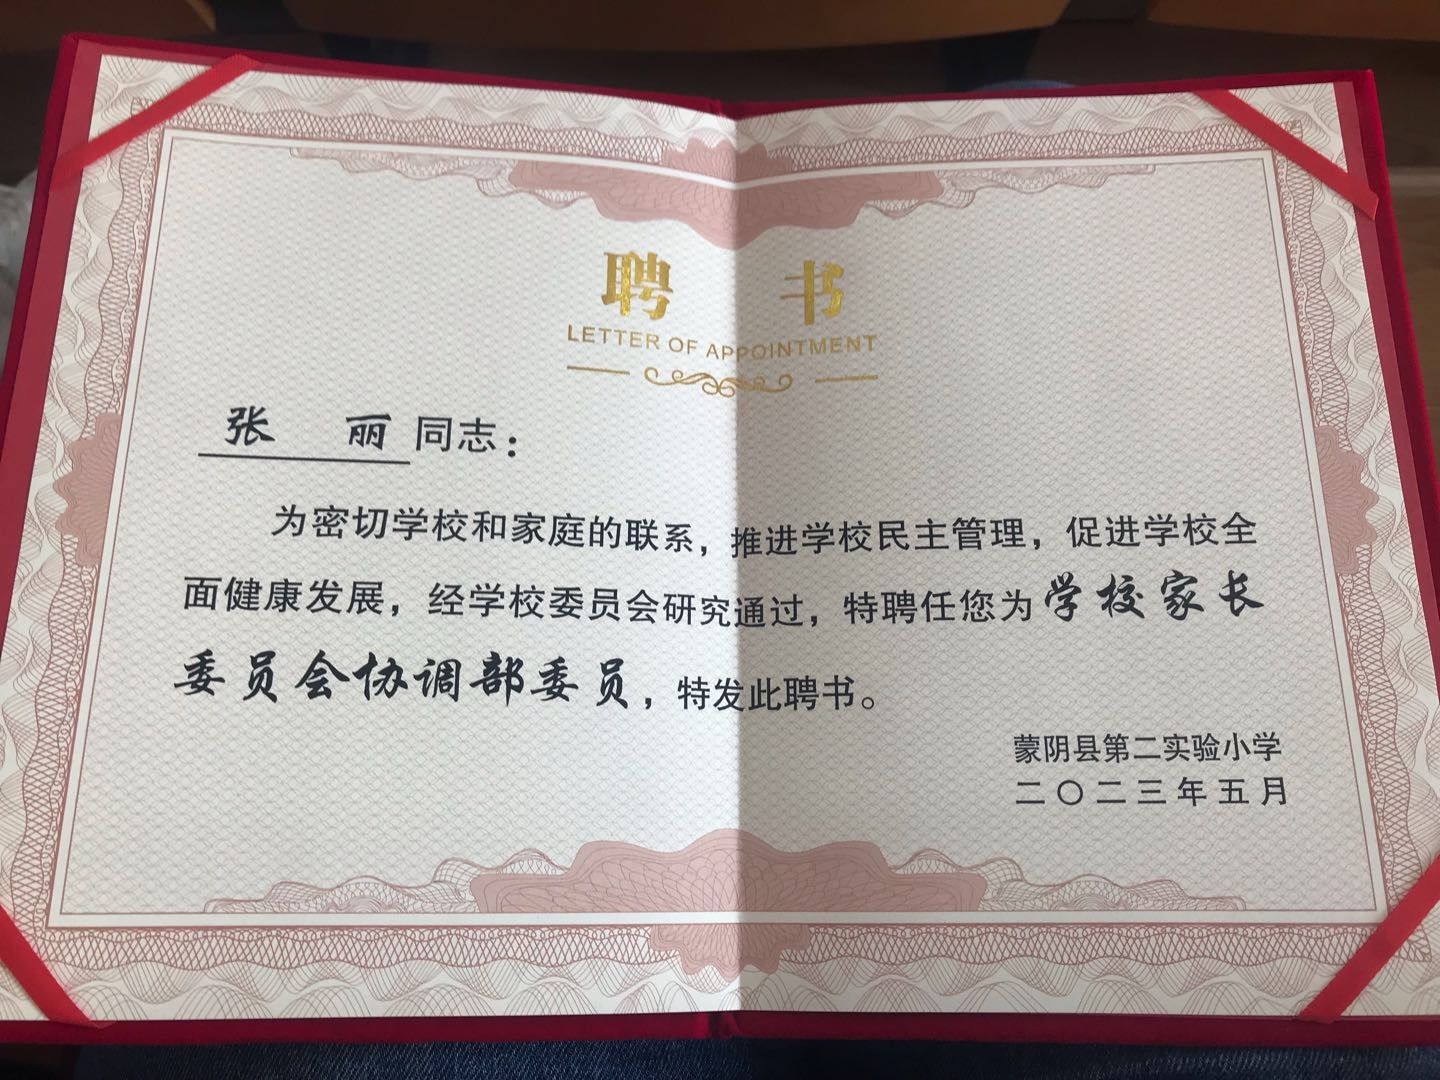 聘书
LETTER OF APPOINTMENT
张丽同志：
为密切学校和家庭的联系，推进学校民主管理，促进学校全
面健康发展，经学校委员会研究通过，特聘任您为学校家长
委员会协调部委员，特发此聘书。
蒙阴县第二实验小学
二〇二三年五月